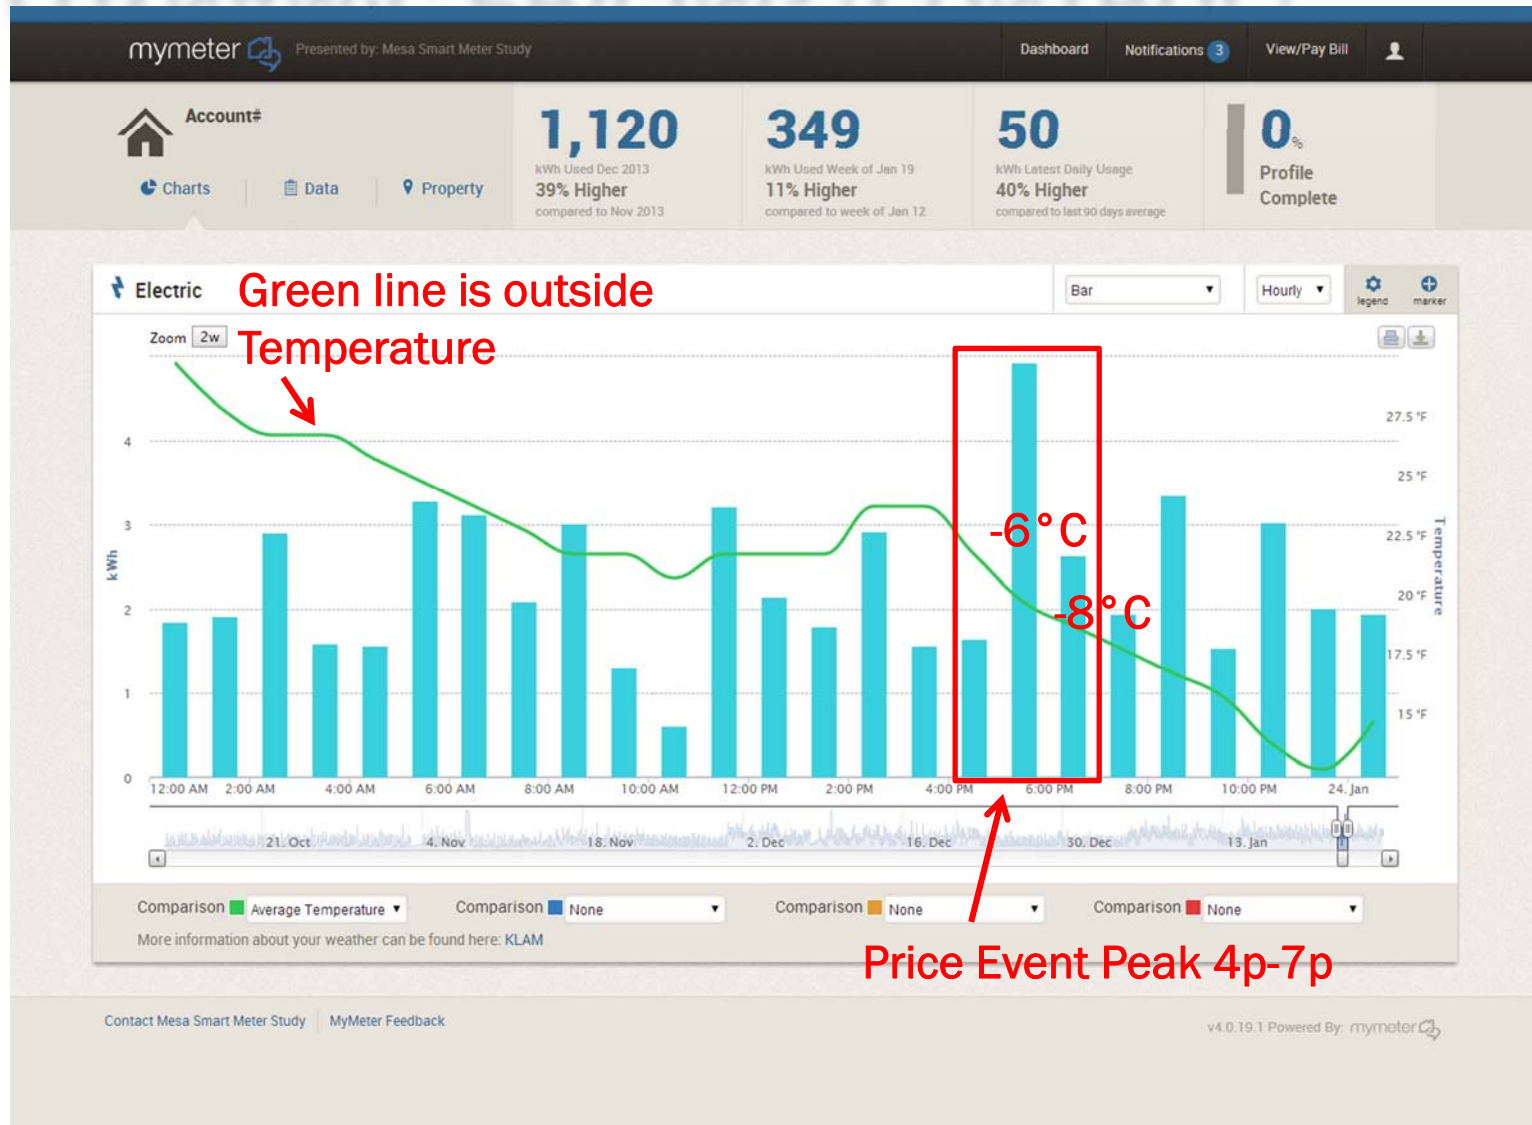 mymeter Presented by: Mesa Smart Meter Study Dashboard Notifications 3 View/Pay Bill
Account#
Charts Data Property
1,120
kWh Used Dec 2013
39% Higher
compared to Nov 2013
349
kWh Used Week of Jan 19
11% Higher
compared to week of Jan 12
50
kWh Latest Daily Usage
40% Higher
compared to last 90 days average
0%
Profile
Complete
Electric
Green line is outside
Temperature
Bar Hourly legend marker
Zoom 2w
27.5 °F
4
25 °F
3
22.5 °F
-6°C
kWh
Temperature
2
20 °F
-8°C
17.5 °F
1
15 °F
0
12:00 AM 2:00 AM 4:00 AM 6:00 AM 8:00 AM 10:00 AM 12:00 PM 2:00 PM 4:00 PM 6:00 PM 8:00 PM 10:00 PM 24. Jan
21. Oct 4. Nov 18. Nov 2. Dec 16. Dec 30. Dec 13. Jan
Comparison Average Temperature Comparison None Comparison None Comparison None
More information about your weather can be found here: KLAM
Price Event Peak 4p-7p
Contact Mesa Smart Meter Study MyMeter Feedback
v4.0.19.1 Powered By: mymeter